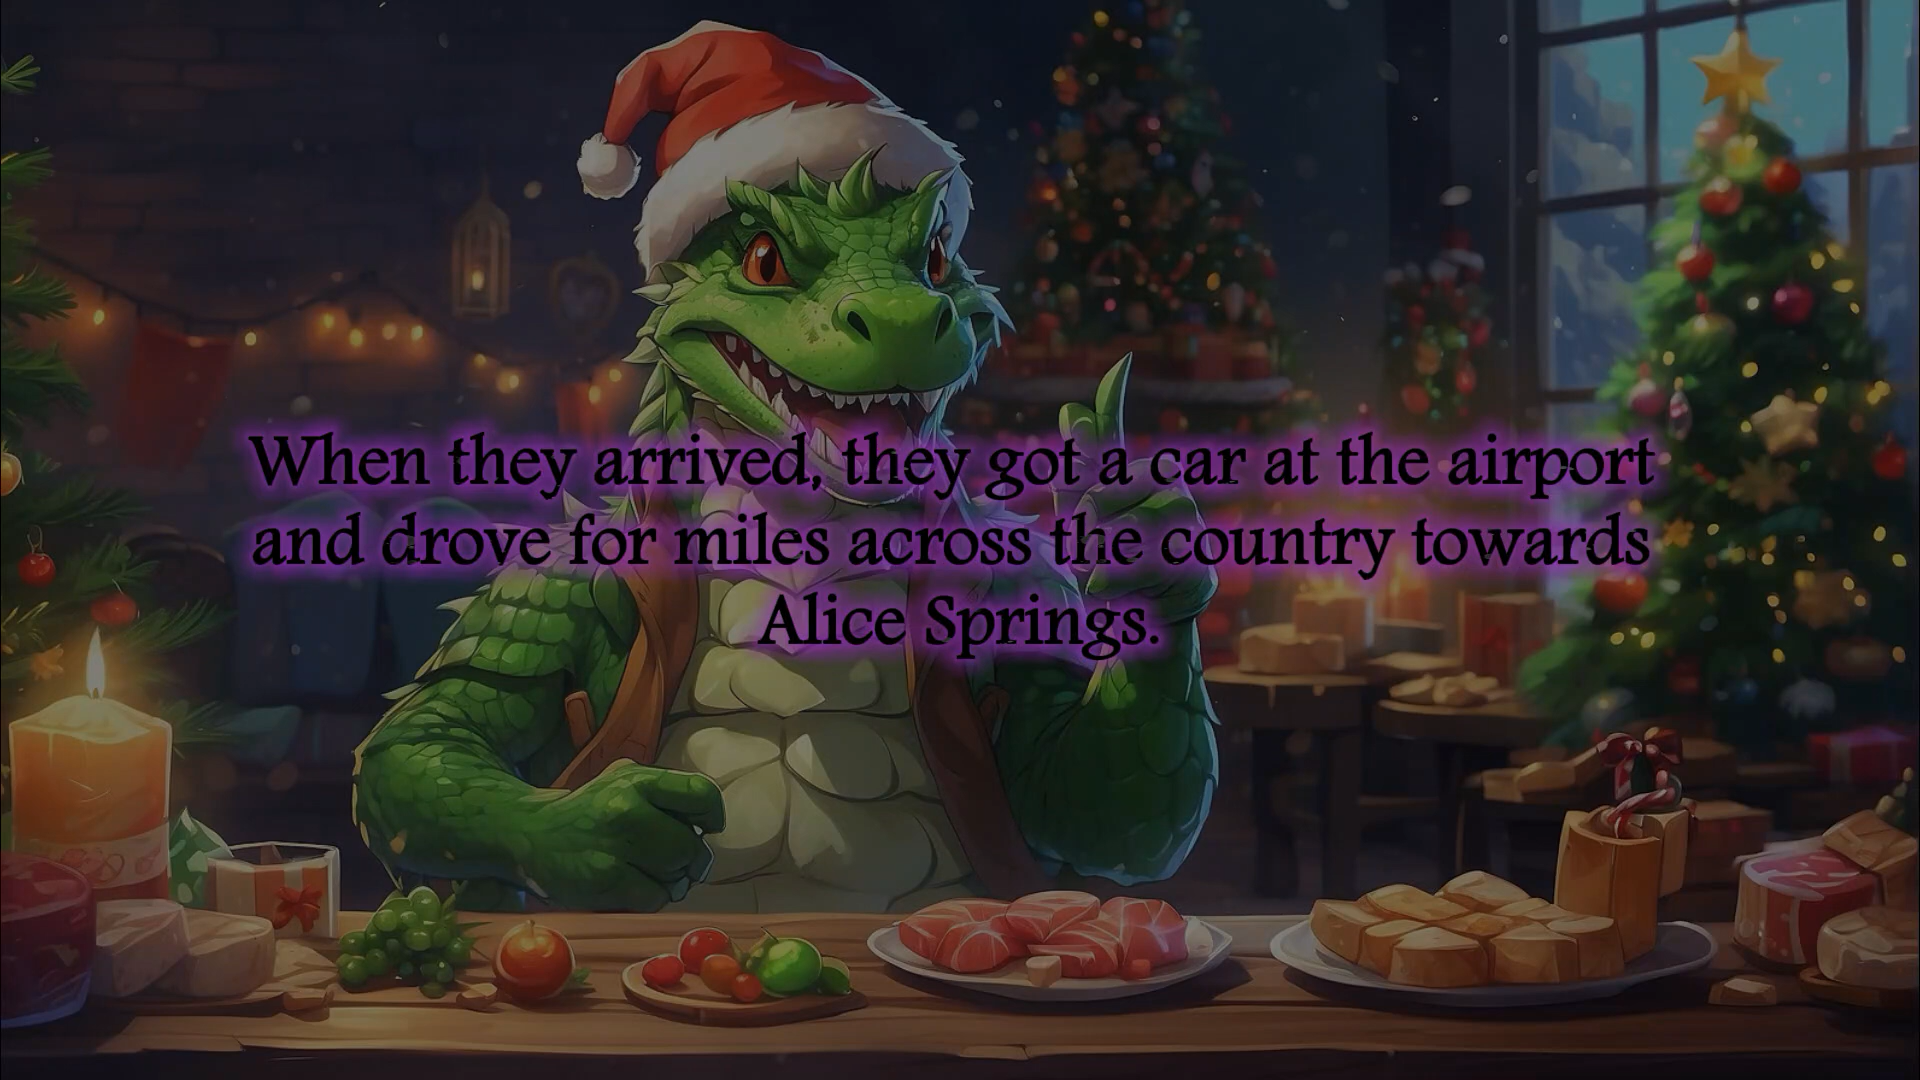 When they arrived, they got a car at the airport
and drove for miles across the country towards
Alice Springs.